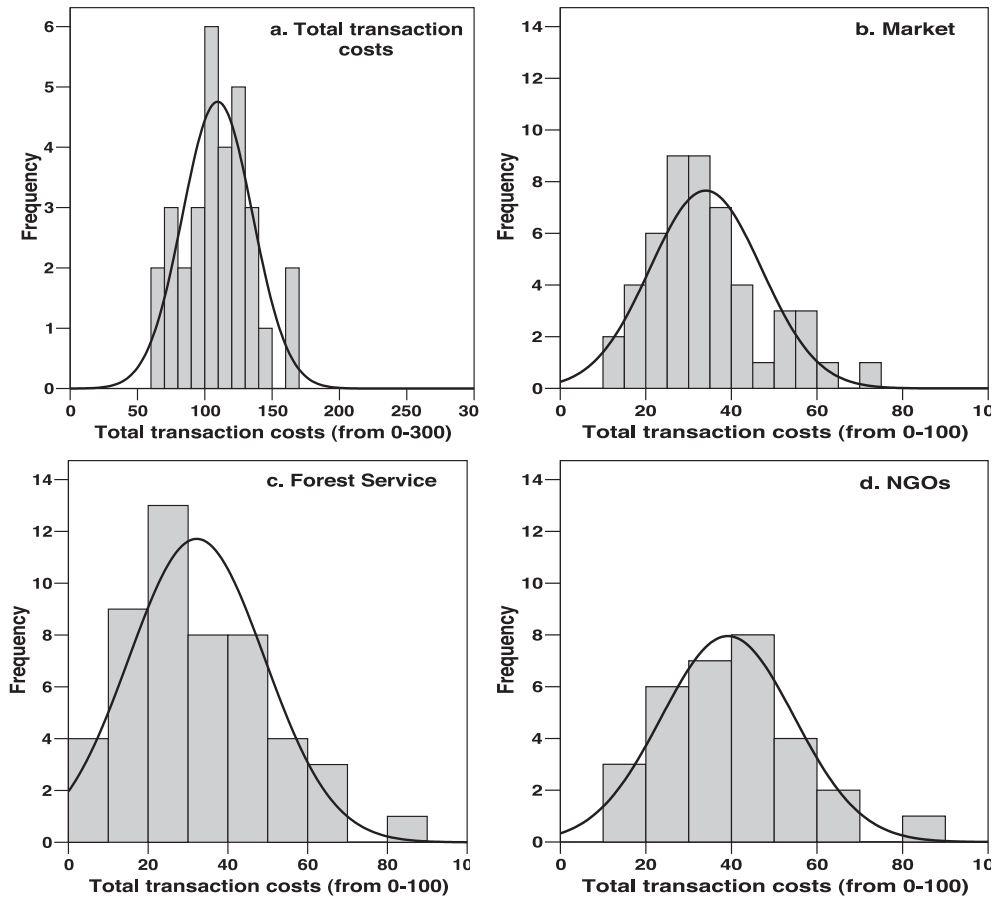 a. Total transaction
costs
Frequency
6
5
4
3
2
1
0
0 50 100 150 200 250 30
Total transaction costs (from 0-300)
b. Market
Frequency
14
12
10
8
6
4
2
0
0 20 40 60 80 10
Total transaction costs (from 0-100)
c. Forest Service
Frequency
14
12
10
8
6
4
2
0
0 20 40 60 80 10
Total transaction costs (from 0-100)
d. NGOs
Frequency
14
12
10
8
6
4
2
0
0 20 40 60 80 10
Total transaction costs (from 0-100)